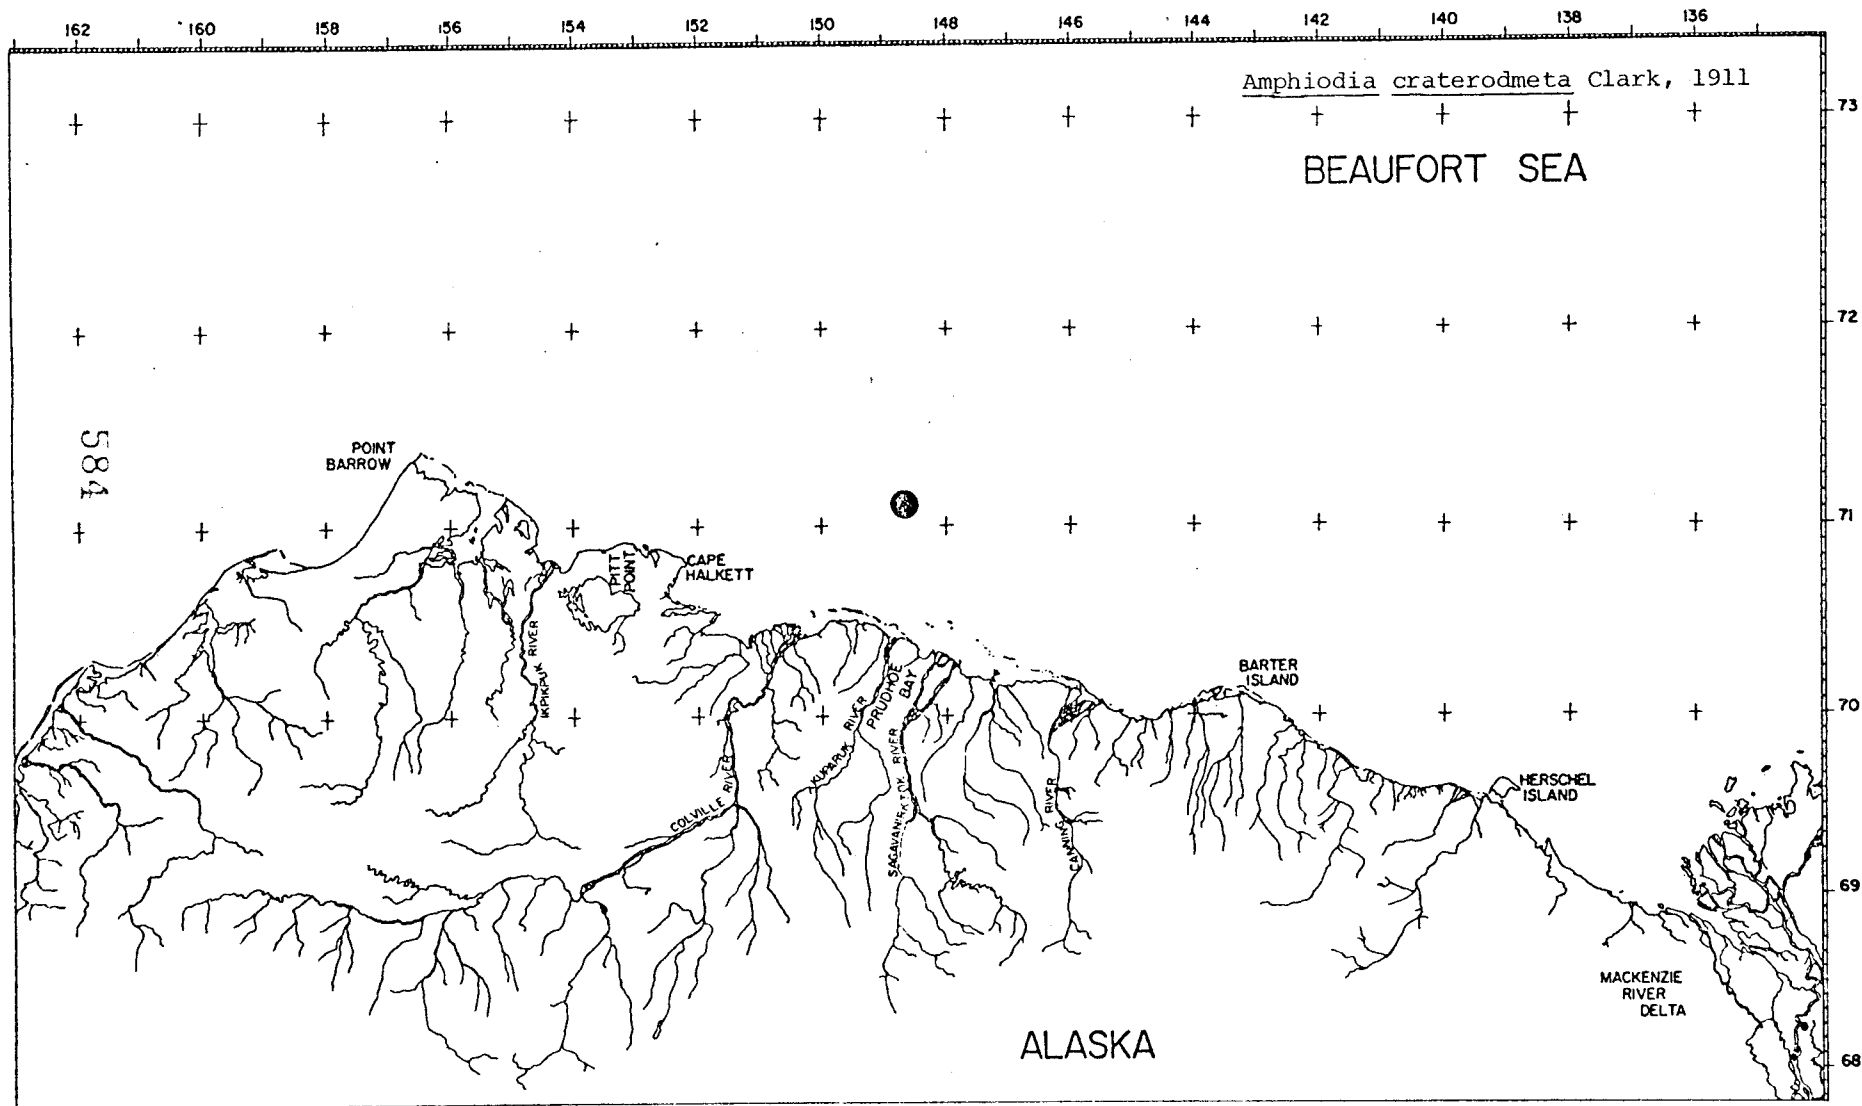 162 160 158 156 154 152 150 148 146 144 142 140 138 136
Amphiodia craterodmeta Clark, 1911
73
BEAUFORT SEA
72
584
POINT
BARROW
71
PITT
POINT
CAPE
HALKETT
IKPIKPUK RIVER
PRUDHOE
BAY
BARTER
ISLAND
70
KUPARUK RIVER
SAGAVANIRKTOK RIVER
COLVILLE RIVER
CANNING RIVER
HERSCHEL
ISLAND
69
MACKENZIE
RIVER
DELTA
ALASKA
68